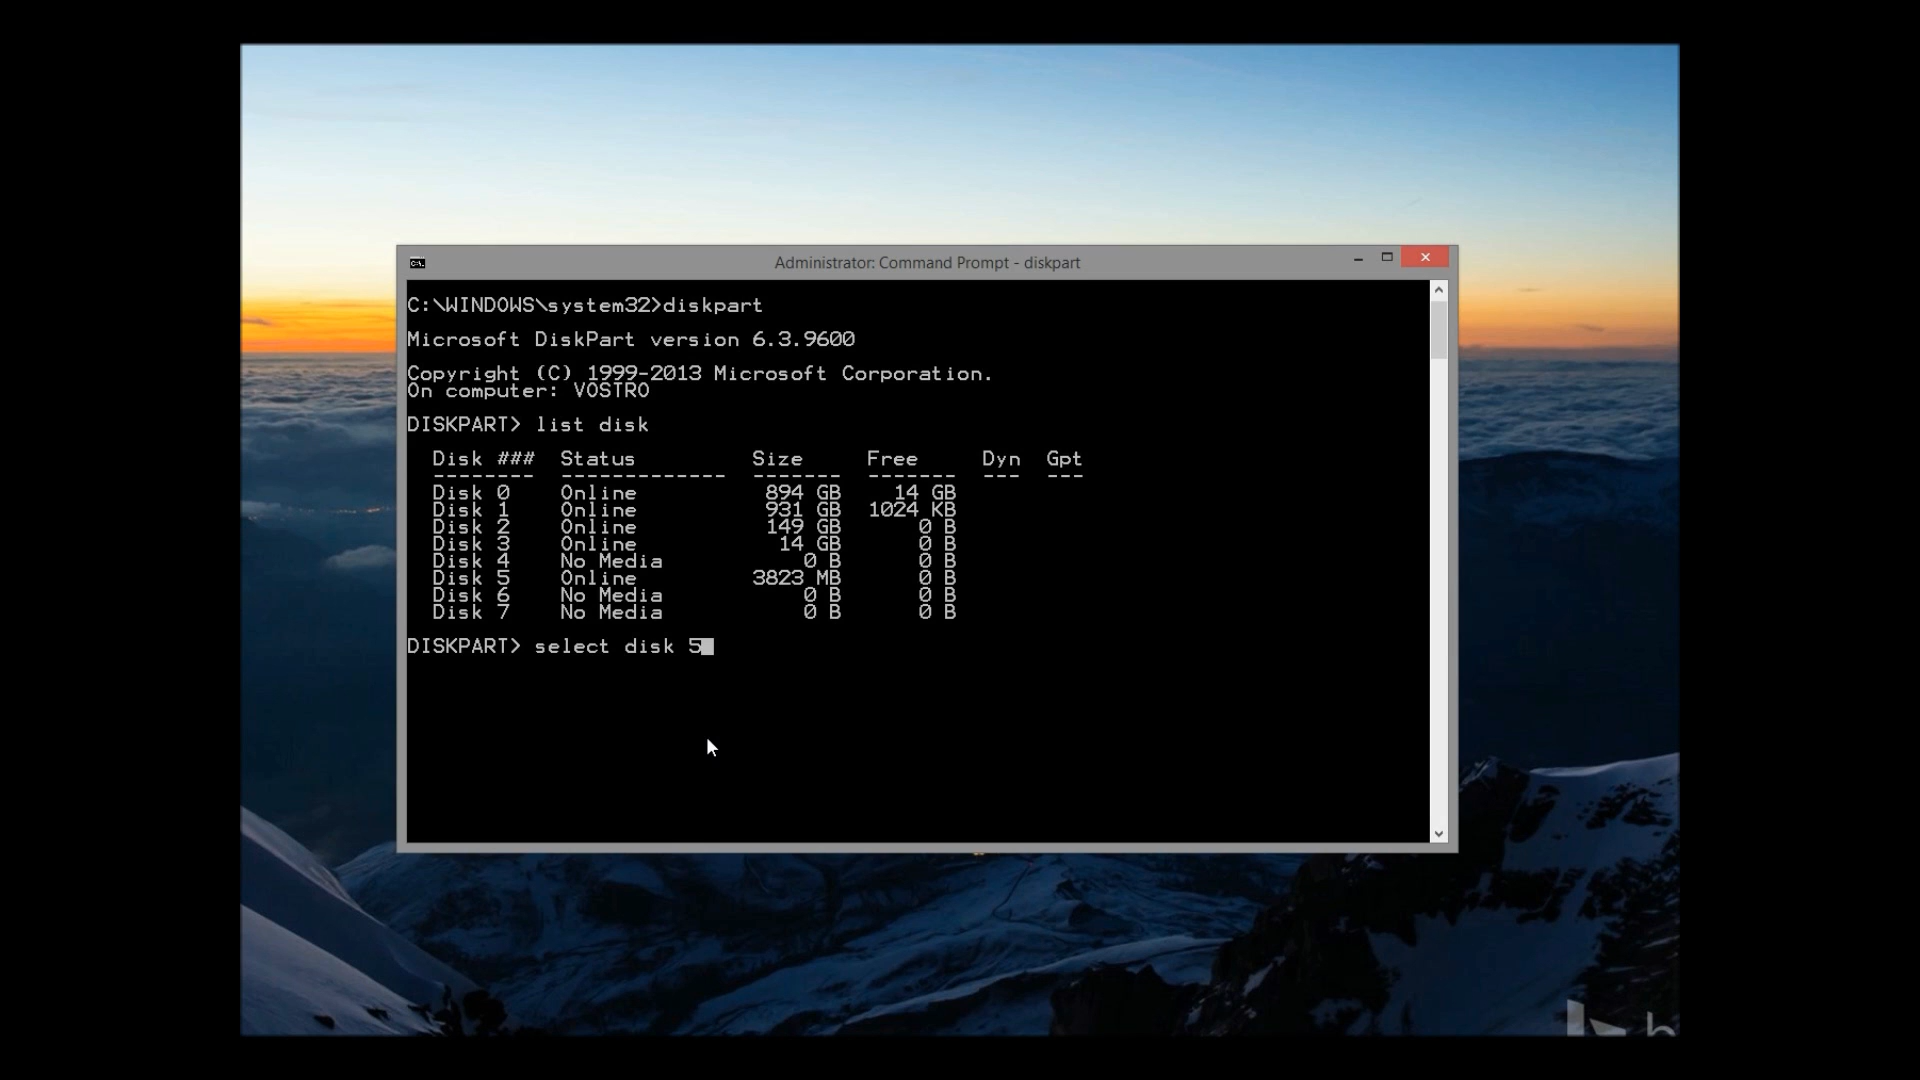 Administrator: Command Prompt - diskpart
C:\WINDOWS\system32>diskpart
Microsoft DiskPart version 6.3.9600
Copyright (C) 1999-2013 Microsoft Corporation.
On computer: VOSTRO
DISKPART> list disk
Disk ###  Status         Size     Free     Dyn  Gpt
--------  -------------  -------  -------  ---  ---
Disk 0    Online          894 GB    14 GB
Disk 1    Online          931 GB  1024 KB
Disk 2    Online          149 GB      0 B
Disk 3    Online           14 GB      0 B
Disk 4    No Media           0 B      0 B
Disk 5    Online         3823 MB      0 B
Disk 6    No Media           0 B      0 B
Disk 7    No Media           0 B      0 B
DISKPART> select disk 5